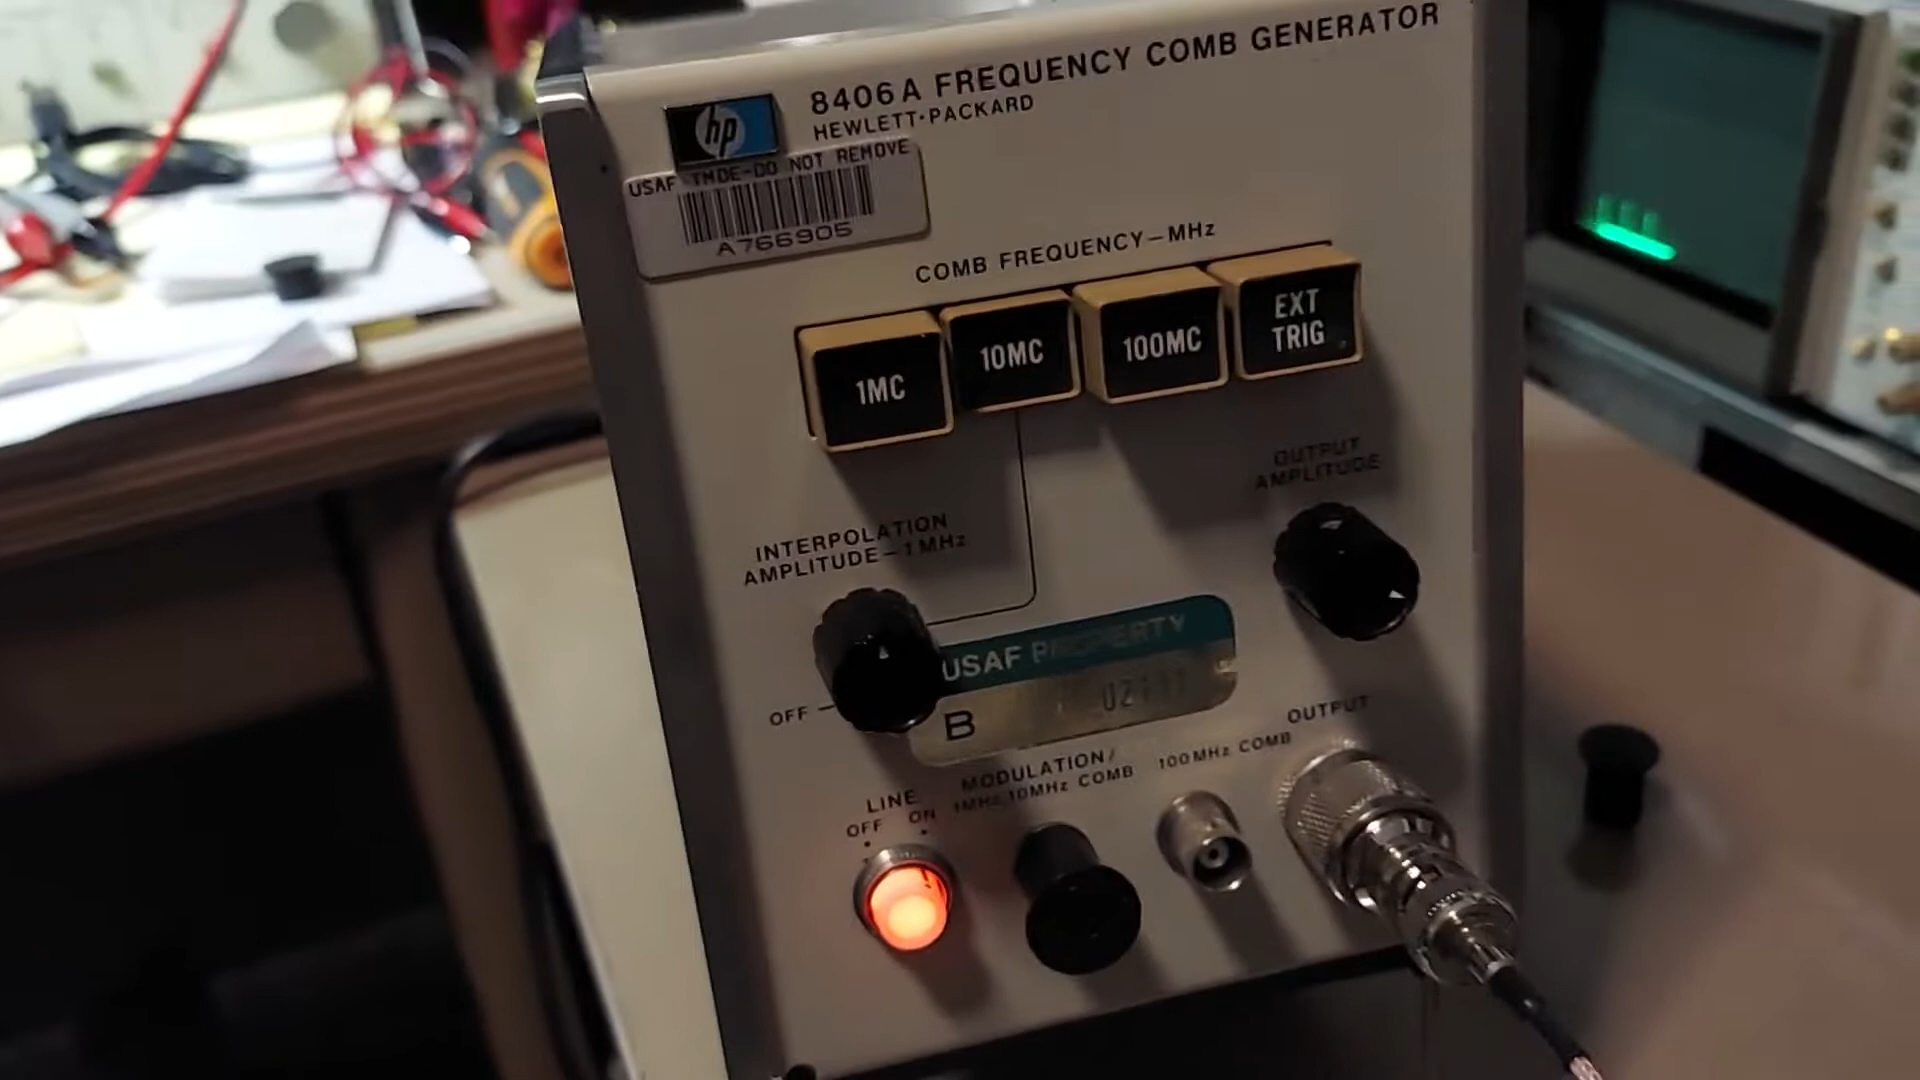 8406A FREQUENCY COMB GENERATOR
hp
HEWLETT·PACKARD
USAF TMDE-DO NOT REMOVE
A766905
COMB FREQUENCY—MHz
1MC
10MC
100MC
EXT
TRIG
OUTPUT
AMPLITUDE
INTERPOLATION
AMPLITUDE—1MHz
OFF
USAF PROPERTY
B
LINE
OFF ON
MODULATION/
1MHz,10MHz COMB
100MHz COMB
OUTPUT